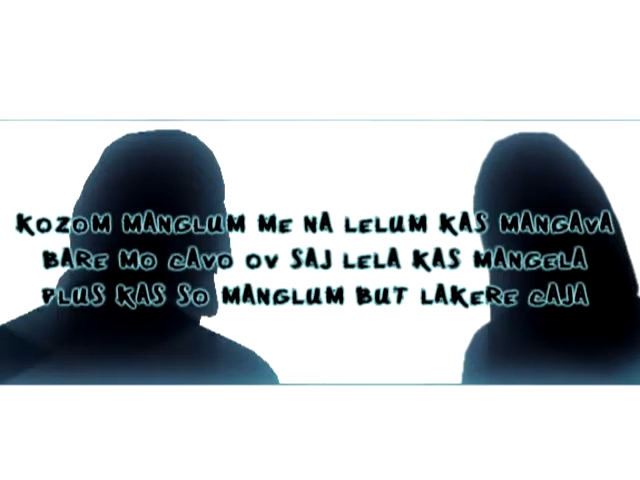 KOZOM MANGLUM ME NA LELUM KAS MANGAVA
BARE MO CAVO OV SAJ LELA KAS MANGELA
PLUS KAS SO MANGLUM BUT LAKERE CAJA